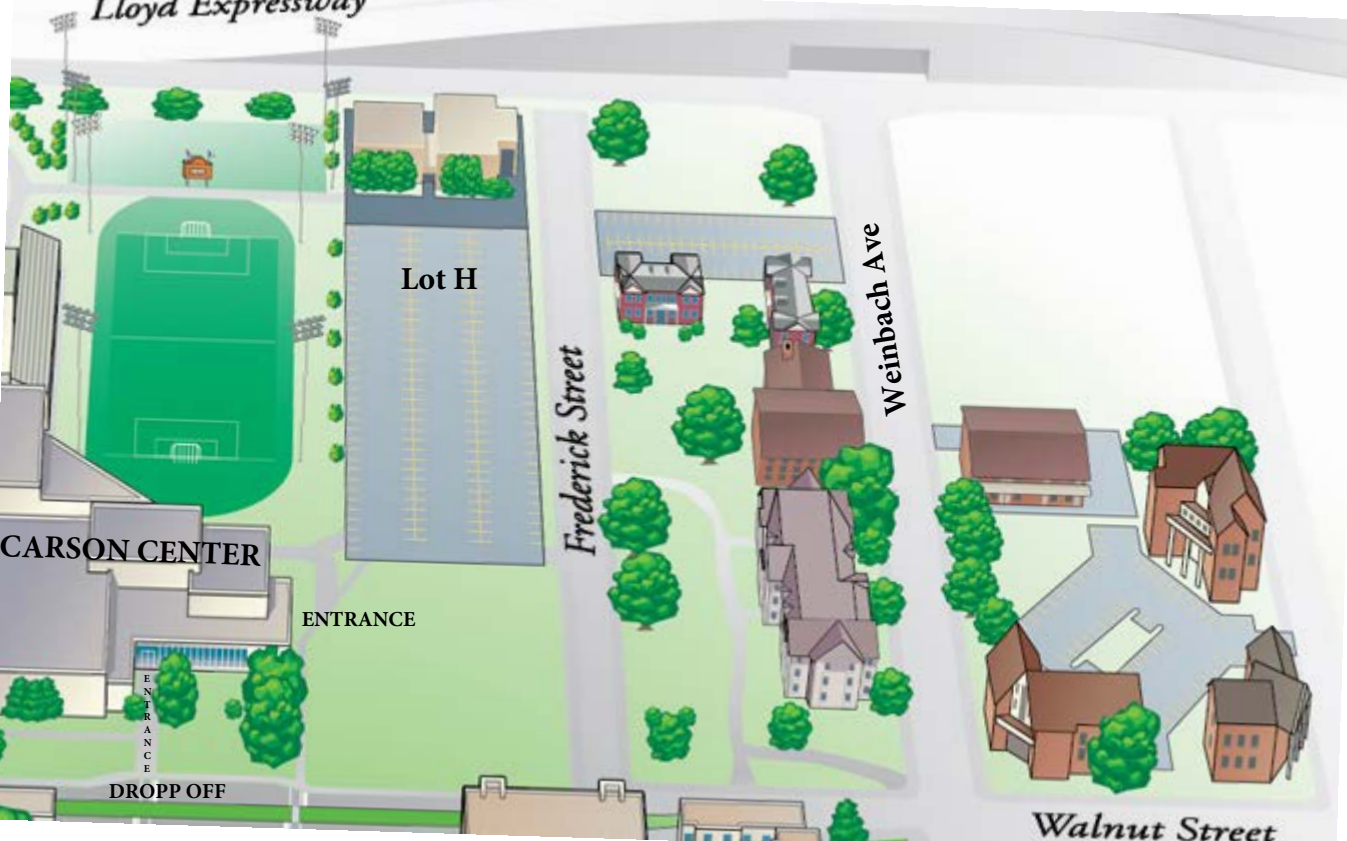 Lloyd Expressway
Lot H
Weinbach Ave
Frederick Street
CARSON CENTER
ENTRANCE
ENTRANCE
DROPP OFF
Walnut Street